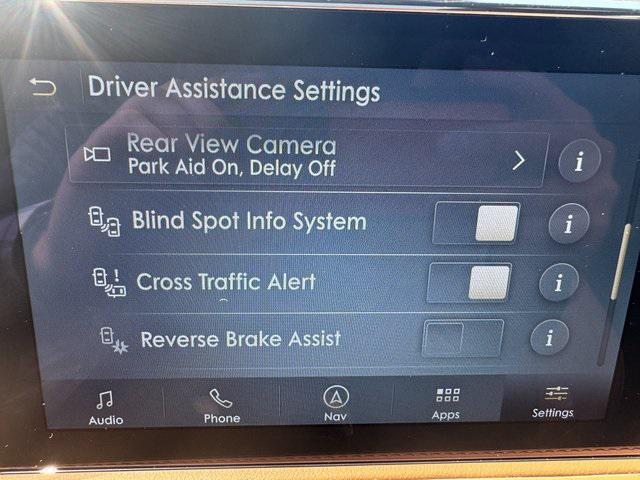 Driver Assistance Settings
Rear View Camera
Park Aid On, Delay Off
i
Blind Spot Info System
i
Cross Traffic Alert
i
Reverse Brake Assist
i
Audio
Phone
Nav
Apps
Settings